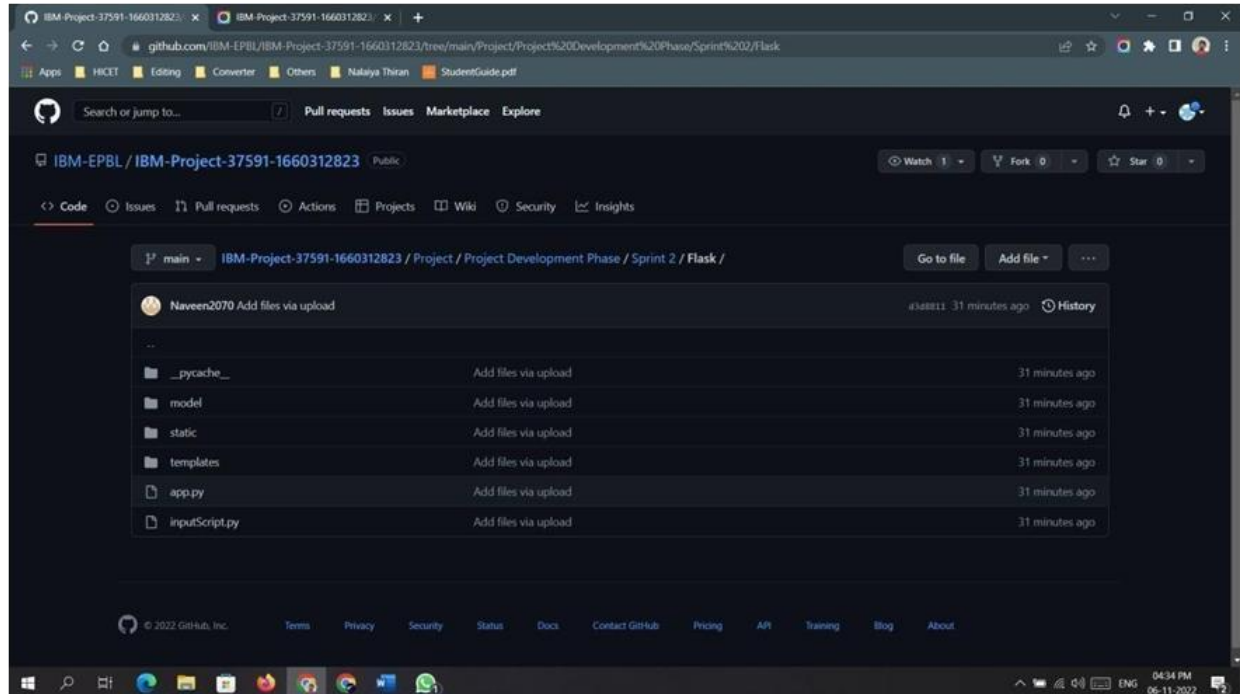 IBM-Project-37591-1660312823/ IBM-Project-37591-1660312823/
github.com/IBM-EPBL/IBM-Project-37591-1660312823/tree/main/Project/Project%20Development%20Phase/Sprint%202/Flask
Apps HICET Editing Converter Others Nalaiya Thiran StudentGuide.pdf
Search or jump to... / Pull requests Issues Marketplace Explore
IBM-EPBL / IBM-Project-37591-1660312823 Public Watch 1 Fork 0 Star 0
Code Issues Pull requests Actions Projects Wiki Security Insights
main IBM-Project-37591-1660312823 / Project / Project Development Phase / Sprint 2 / Flask / Go to file Add file ...
Naveen2070 Add files via upload 31 minutes ago History
..
__pycache__ Add files via upload 31 minutes ago
model Add files via upload 31 minutes ago
static Add files via upload 31 minutes ago
templates Add files via upload 31 minutes ago
app.py Add files via upload 31 minutes ago
inputScript.py Add files via upload 31 minutes ago
© 2022 GitHub, Inc. Terms Privacy Security Status Docs Contact GitHub Pricing API Training Blog About
ENG 04:34 PM
06-11-2022